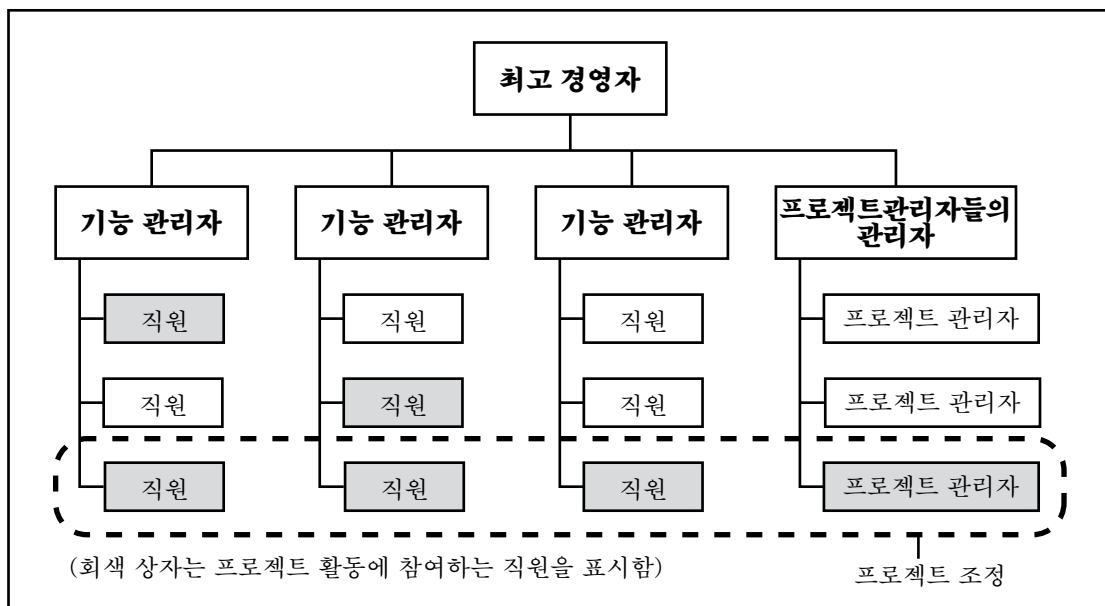 최고 경영자
기능 관리자
기능 관리자
기능 관리자
프로젝트관리자들의
관리자
직원
직원
직원
프로젝트 관리자
직원
직원
직원
프로젝트 관리자
직원
직원
직원
프로젝트 관리자
(회색 상자는 프로젝트 활동에 참여하는 직원을 표시함)
프로젝트 조정